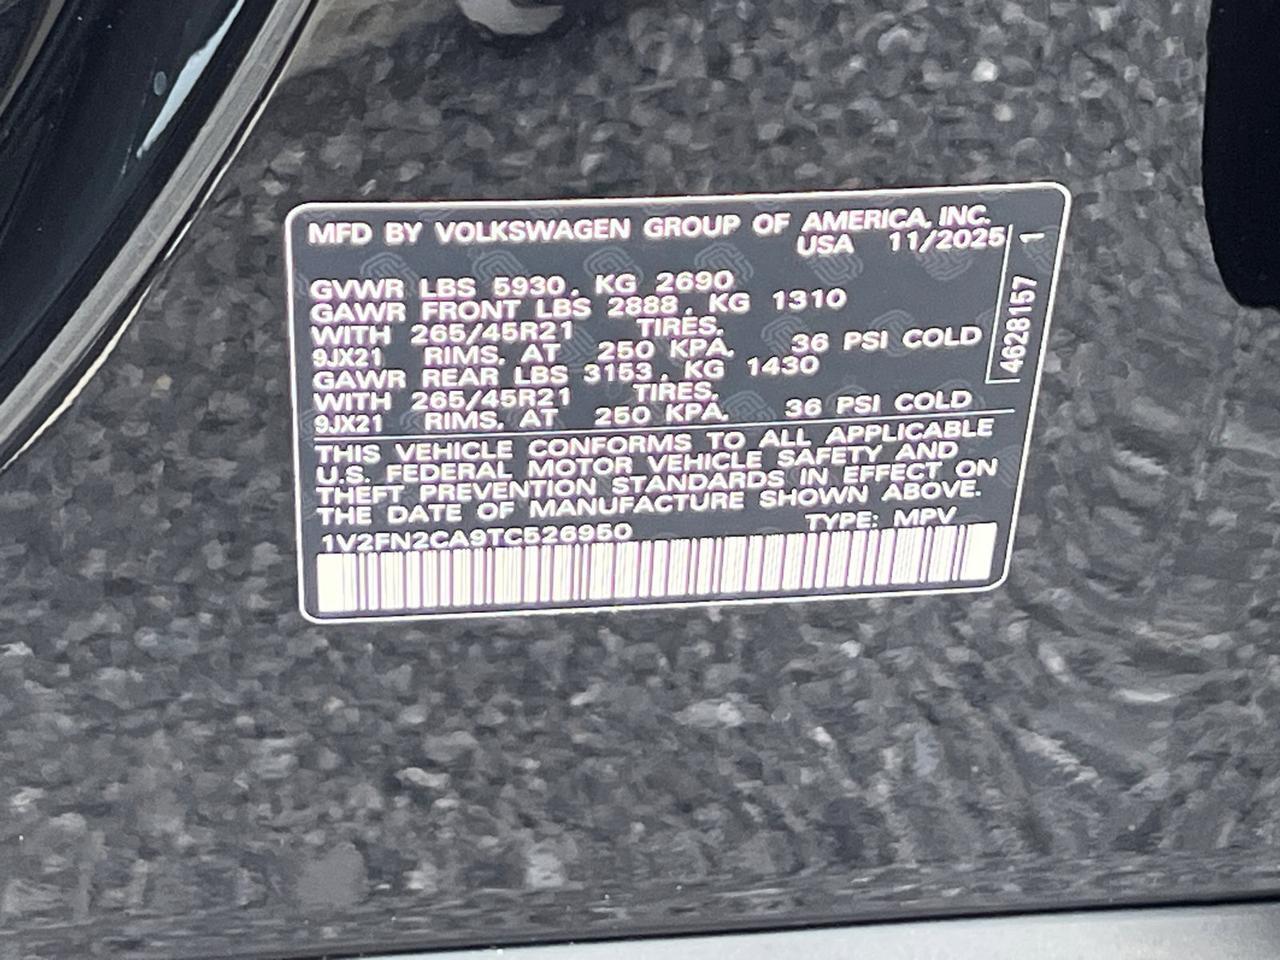 MFD BY VOLKSWAGEN GROUP OF AMERICA, INC.
USA 11/2025
GVWR LBS 5930, KG 2690
GAWR FRONT LBS 2888, KG 1310
WITH 265/45R21 TIRES,
9JX21 RIMS, AT 250 KPA, 36 PSI COLD
GAWR REAR LBS 3153, KG 1430
WITH 265/45R21 TIRES,
9JX21 RIMS, AT 250 KPA, 36 PSI COLD
THIS VEHICLE CONFORMS TO ALL APPLICABLE
U.S. FEDERAL MOTOR VEHICLE SAFETY AND
THEFT PREVENTION STANDARDS IN EFFECT ON
THE DATE OF MANUFACTURE SHOWN ABOVE.
1V2FN2CA9TC526950 TYPE: MPV
4628157 1